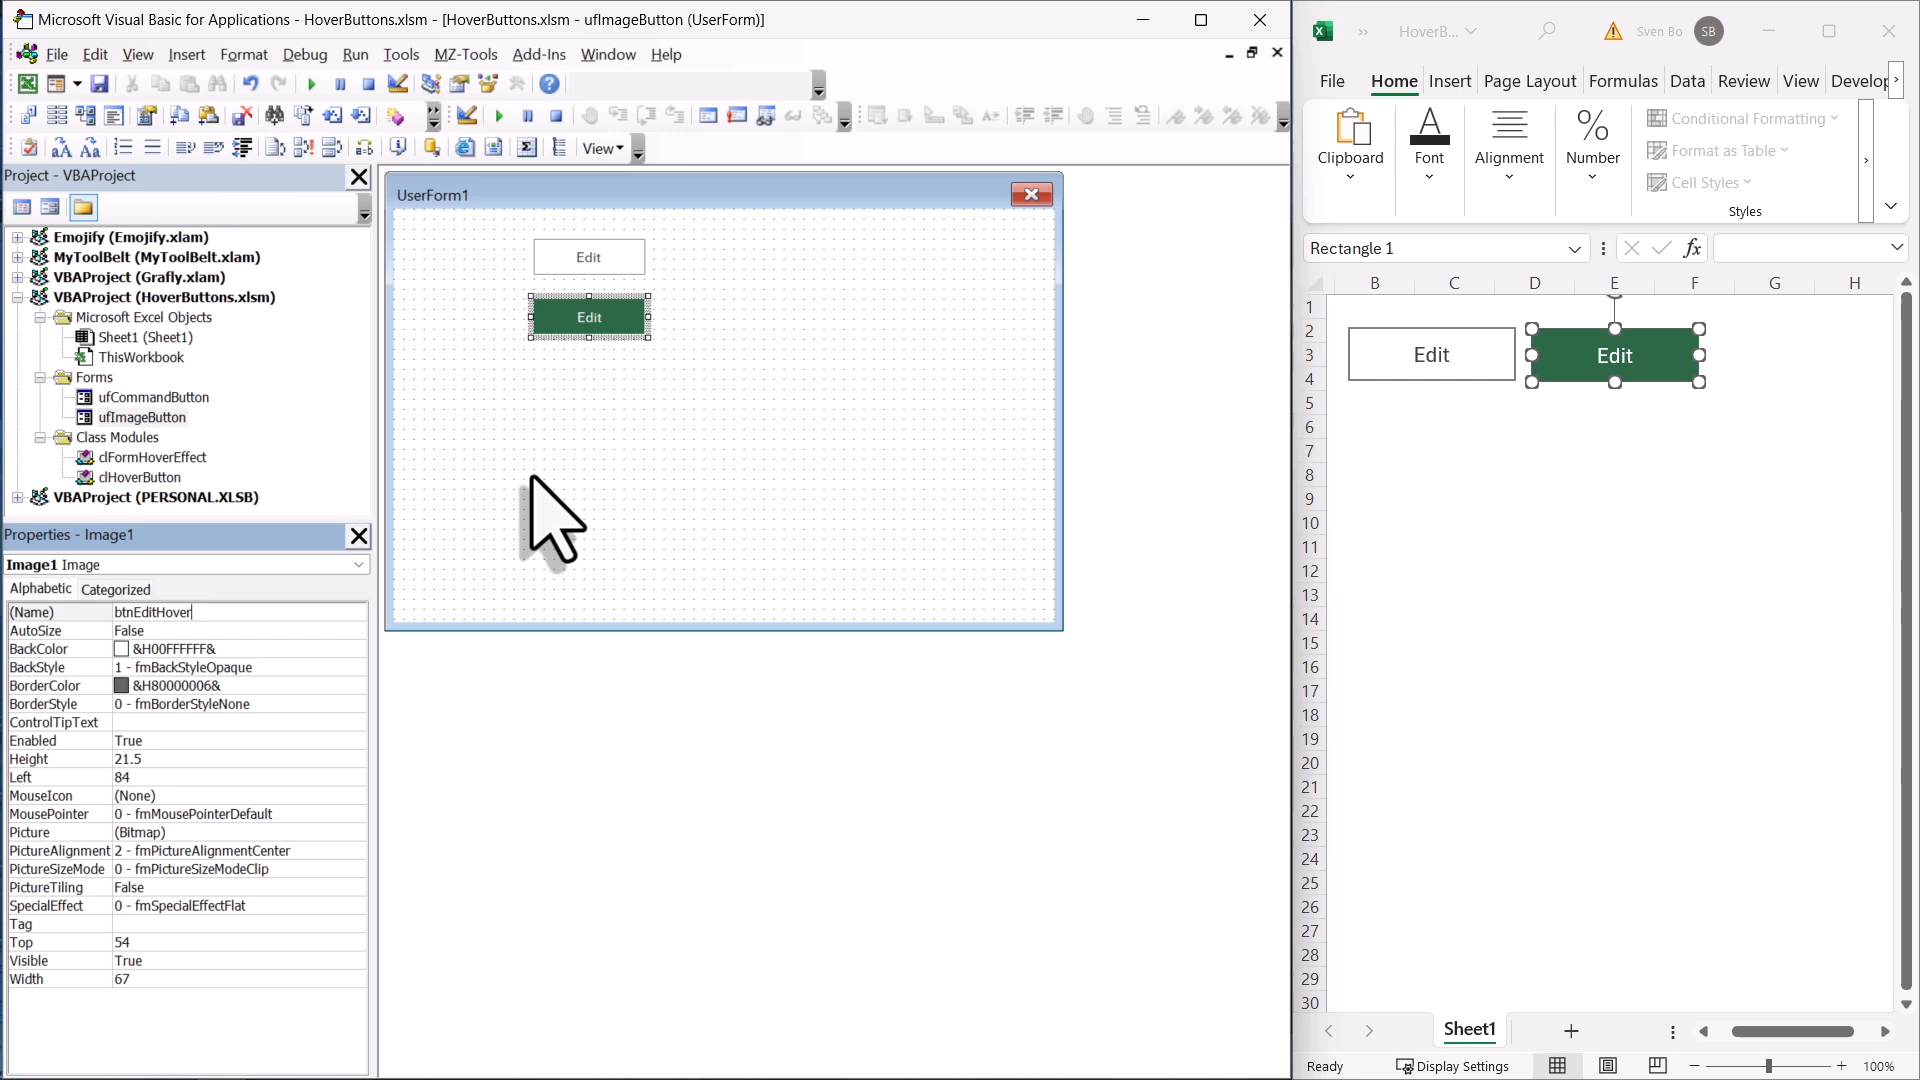 Microsoft Visual Basic for Applications - HoverButtons.xlsm - [HoverButtons.xlsm - ufImageButton (UserForm)]
File Edit View Insert Format Debug Run Tools MZ-Tools Add-Ins Window Help
View
Project - VBAProject
Emojify (Emojify.xlam)
MyToolBelt (MyToolBelt.xlam)
VBAProject (Grafly.xlam)
VBAProject (HoverButtons.xlsm)
Microsoft Excel Objects
Sheet1 (Sheet1)
ThisWorkbook
Forms
ufCommandButton
ufImageButton
Class Modules
clFormHoverEffect
clHoverButton
VBAProject (PERSONAL.XLSB)
Properties - Image1
Image1 Image
Alphabetic Categorized
(Name) btnEditHover
AutoSize False
BackColor &H00FFFFFF&
BackStyle 1 - fmBackStyleOpaque
BorderColor &H80000006&
BorderStyle 0 - fmBorderStyleNone
ControlTipText
Enabled True
Height 21.5
Left 84
MouseIcon (None)
MousePointer 0 - fmMousePointerDefault
Picture (Bitmap)
PictureAlignment 2 - fmPictureAlignmentCenter
PictureSizeMode 0 - fmPictureSizeModeClip
PictureTiling False
SpecialEffect 0 - fmSpecialEffectFlat
Tag
Top 54
Visible True
Width 67
UserForm1
Edit
Edit
HoverB... Sven Bo SB
File Home Insert Page Layout Formulas Data Review View Develop
Clipboard Font Alignment Number
Conditional Formatting
Format as Table
Cell Styles
Styles
Rectangle 1 fx
B C D E F G H
1
2
3 Edit Edit
4
5
6
7
8
9
10
11
12
13
14
15
16
17
18
19
20
21
22
23
24
25
26
27
28
29
30
Sheet1
Ready Display Settings 100%